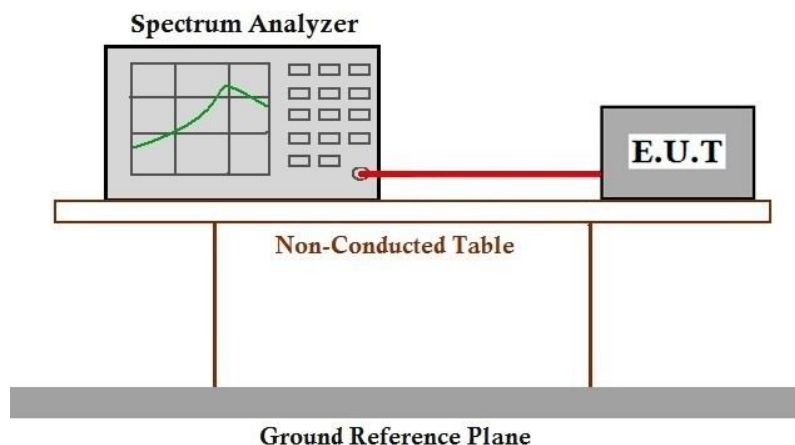 Spectrum Analyzer
E.U.T
Non-Conducted Table
Ground Reference Plane